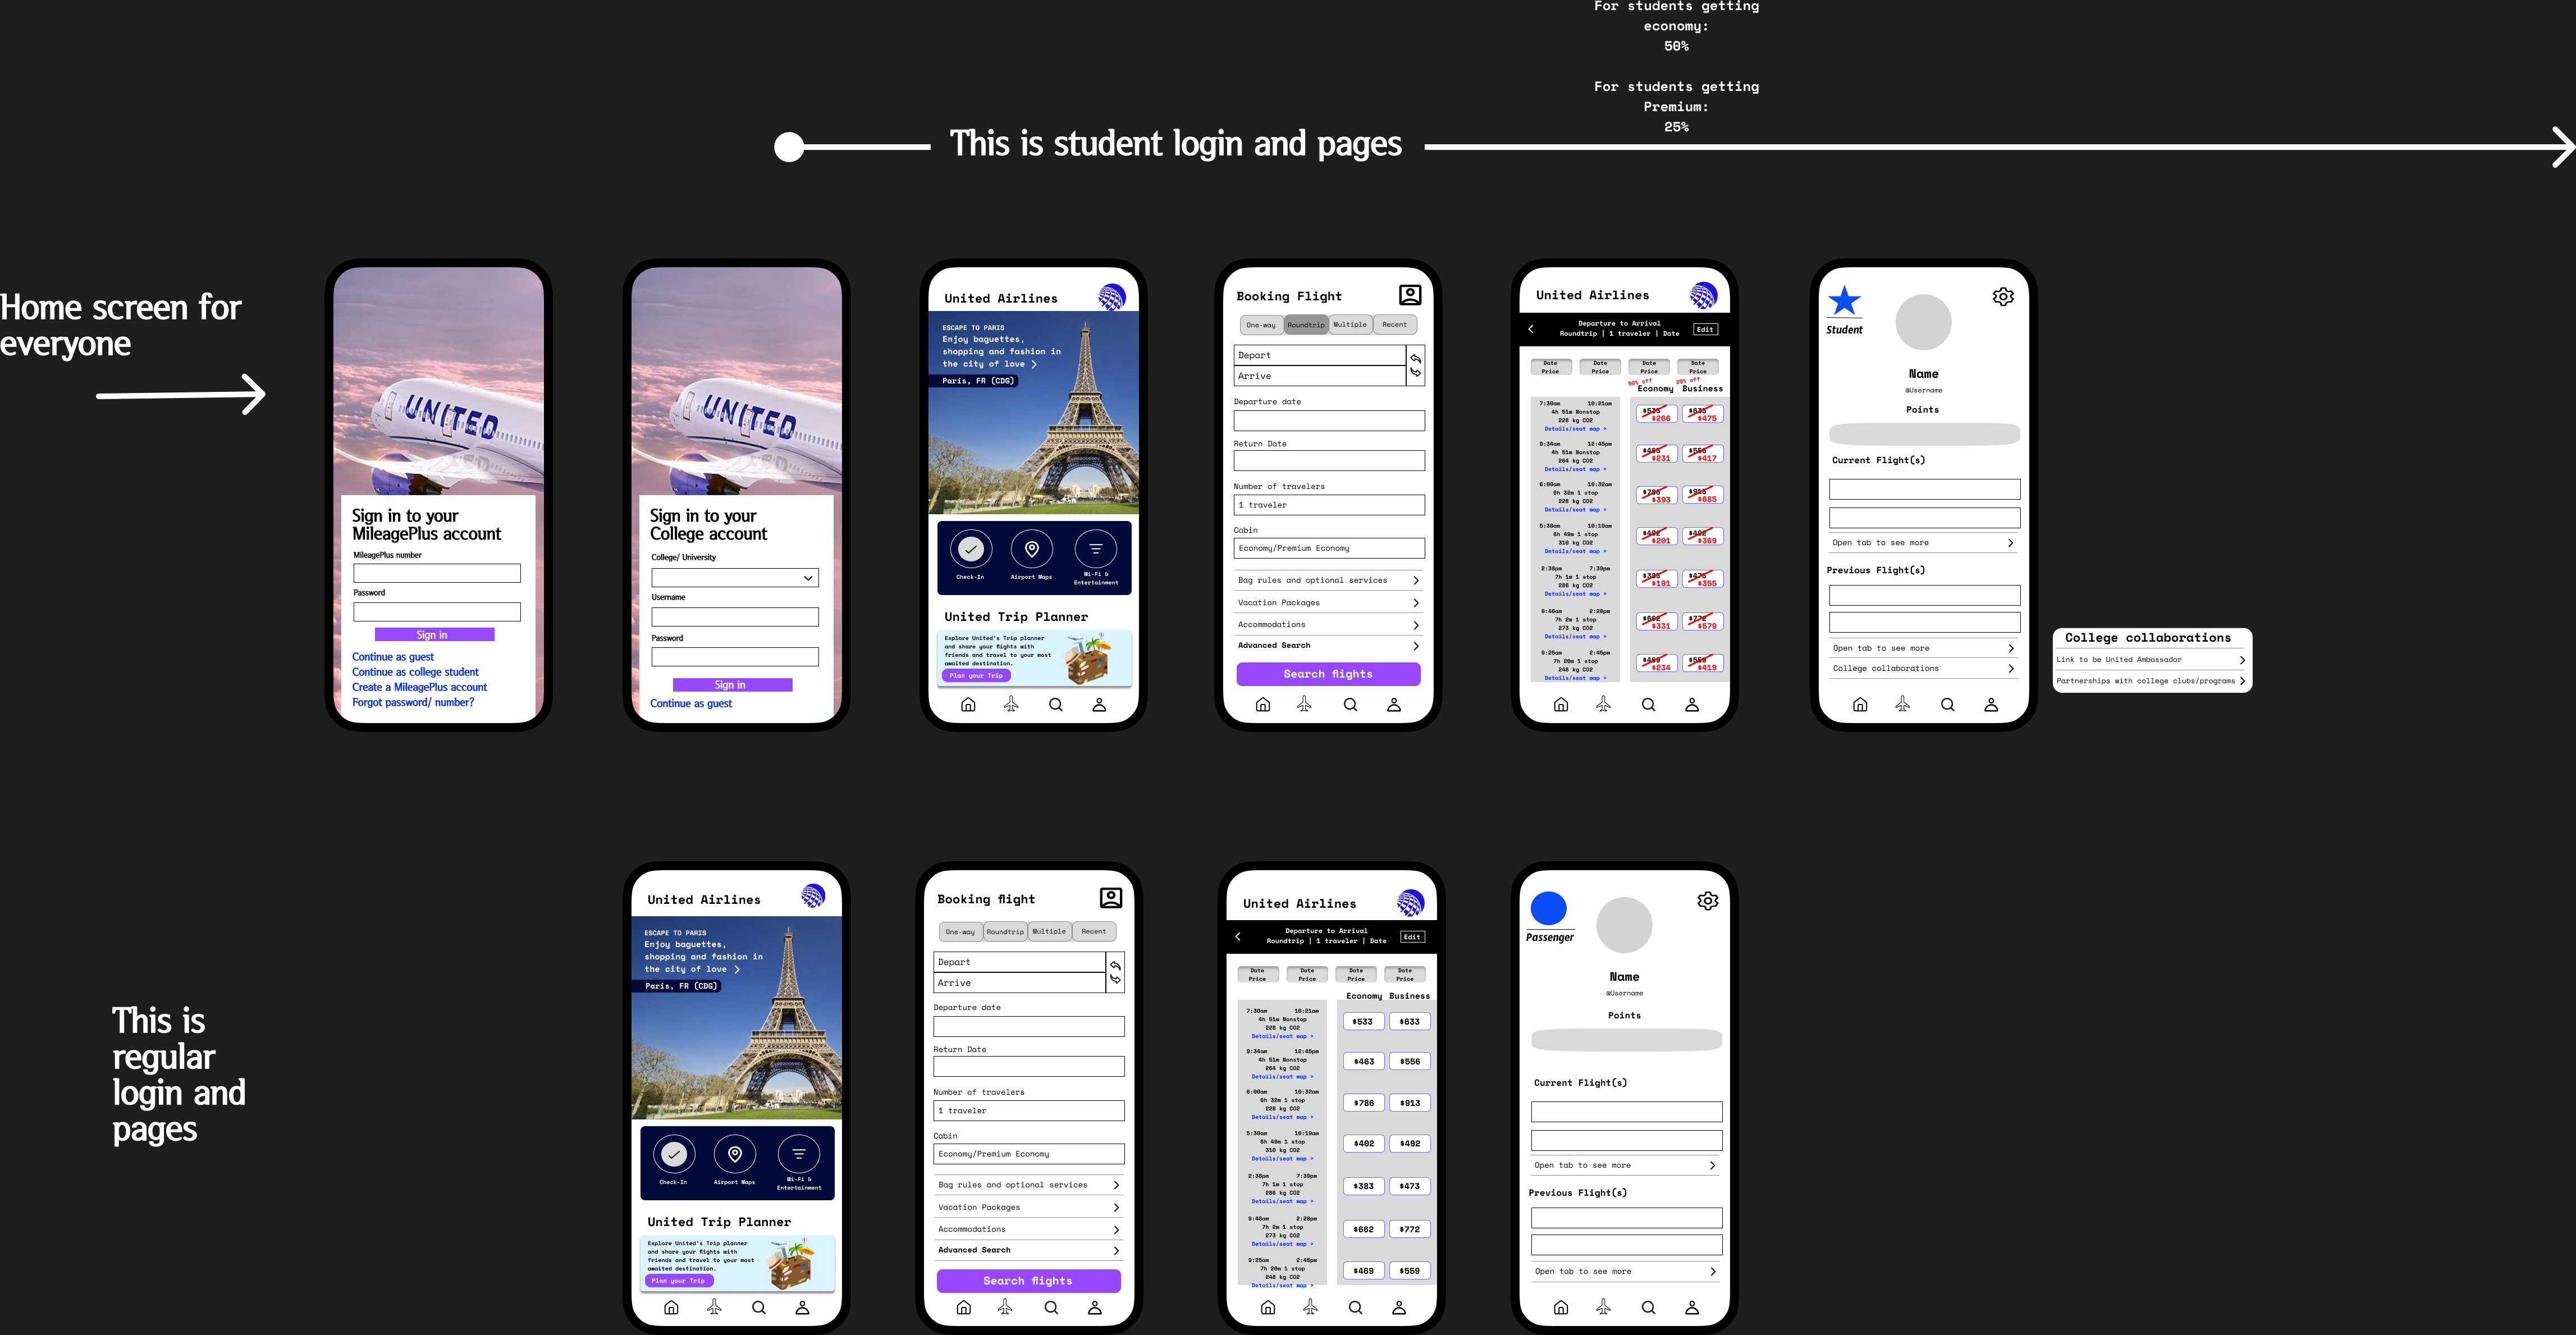 For students getting
economy:
50%
For students getting
Premium:
25%
This is student login and pages
Home screen for
everyone
UNITED
Sign in to your
MileagePlus account
MileagePlus number
Password
Sign in
Continue as guest
Continue as college student
Create a MileagePlus account
Forgot password/ number?
UNITED
Sign in to your
College account
College/ University
Username
Password
Sign in
Continue as guest
United Airlines
ESCAPE TO PARIS
Enjoy baguettes,
shopping and fashion in
the city of love
Paris, FR (CDG)
Check-In
Airport Maps
Wi-Fi &
Entertainment
United Trip Planner
Explore United's Trip planner
and share your flights with
friends and travel to your most
awaited destination.
Plan your Trip
Booking Flight
One-way Roundtrip Multiple Recent
Depart
Arrive
Departure date
Return Date
Number of travelers
1 traveler
Cabin
Economy/Premium Economy
Bag rules and optional services
Vacation Packages
Accommodations
Advanced Search
Search flights
United Airlines
Departure to Arrival
Roundtrip | 1 traveler | Date
Edit
Date Date Date Date
Price Price Price Price
50% off 25% off
Economy Business
7:30am 10:21am
4h 51m Nonstop
228 kg CO2
Details/seat map >
$533 $633
$266 $475
9:34am 12:45pm
4h 51m Nonstop
264 kg CO2
Details/seat map >
$463 $556
$231 $417
6:00am 10:32am
6h 32m 1 stop
228 kg CO2
Details/seat map >
$786 $913
$393 $685
5:30am 10:19am
6h 49m 1 stop
310 kg CO2
Details/seat map >
$402 $492
$201 $369
2:38pm 7:39pm
7h 1m 1 stop
286 kg CO2
Details/seat map >
$383 $473
$191 $355
9:46am 2:28pm
7h 2m 1 stop
273 kg CO2
Details/seat map >
$662 $772
$331 $579
9:25am 2:45pm
7h 20m 1 stop
248 kg CO2
Details/seat map >
$469 $559
$234 $419
Student
Name
@Username
Points
Current Flight(s)
Open tab to see more
Previous Flight(s)
Open tab to see more
College collaborations
College collaborations
Link to be United Ambassador
Partnerships with college clubs/programs
This is
regular
login and
pages
United Airlines
ESCAPE TO PARIS
Enjoy baguettes,
shopping and fashion in
the city of love
Paris, FR (CDG)
Check-In
Airport Maps
Wi-Fi &
Entertainment
United Trip Planner
Explore United's Trip planner
and share your flights with
friends and travel to your most
awaited destination.
Plan your Trip
Booking flight
One-way Roundtrip Multiple Recent
Depart
Arrive
Departure date
Return Date
Number of travelers
1 traveler
Cabin
Economy/Premium Economy
Bag rules and optional services
Vacation Packages
Accommodations
Advanced Search
Search flights
United Airlines
Departure to Arrival
Roundtrip | 1 traveler | Date
Edit
Date Date Date Date
Price Price Price Price
Economy Business
7:30am 10:21am
4h 51m Nonstop
228 kg CO2
Details/seat map >
$533 $633
9:34am 12:45pm
4h 51m Nonstop
264 kg CO2
Details/seat map >
$463 $556
6:00am 10:32am
6h 32m 1 stop
228 kg CO2
Details/seat map >
$786 $913
5:30am 10:19am
6h 49m 1 stop
310 kg CO2
Details/seat map >
$402 $492
2:38pm 7:39pm
7h 1m 1 stop
286 kg CO2
Details/seat map >
$383 $473
9:46am 2:28pm
7h 2m 1 stop
273 kg CO2
Details/seat map >
$662 $772
9:25am 2:45pm
7h 20m 1 stop
248 kg CO2
Details/seat map >
$469 $559
Passenger
Name
@Username
Points
Current Flight(s)
Open tab to see more
Previous Flight(s)
Open tab to see more